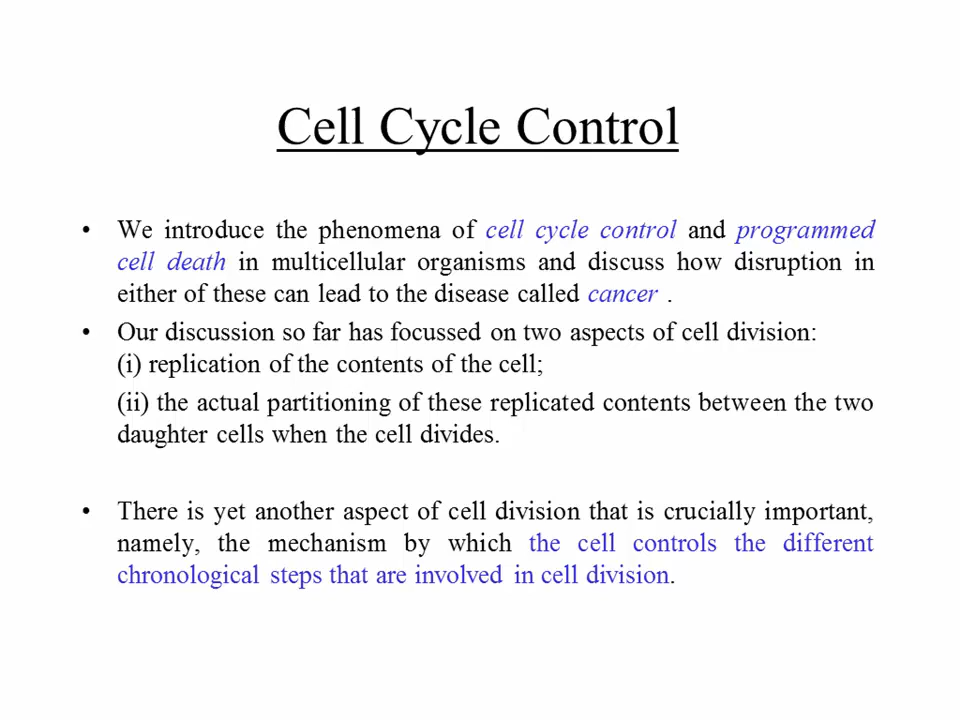 Cell Cycle Control
• We introduce the phenomena of cell cycle control and programmed
cell death in multicellular organisms and discuss how disruption in
either of these can lead to the disease called cancer .
• Our discussion so far has focussed on two aspects of cell division:
(i) replication of the contents of the cell;
(ii) the actual partitioning of these replicated contents between the two
daughter cells when the cell divides.
• There is yet another aspect of cell division that is crucially important,
namely, the mechanism by which the cell controls the different
chronological steps that are involved in cell division.